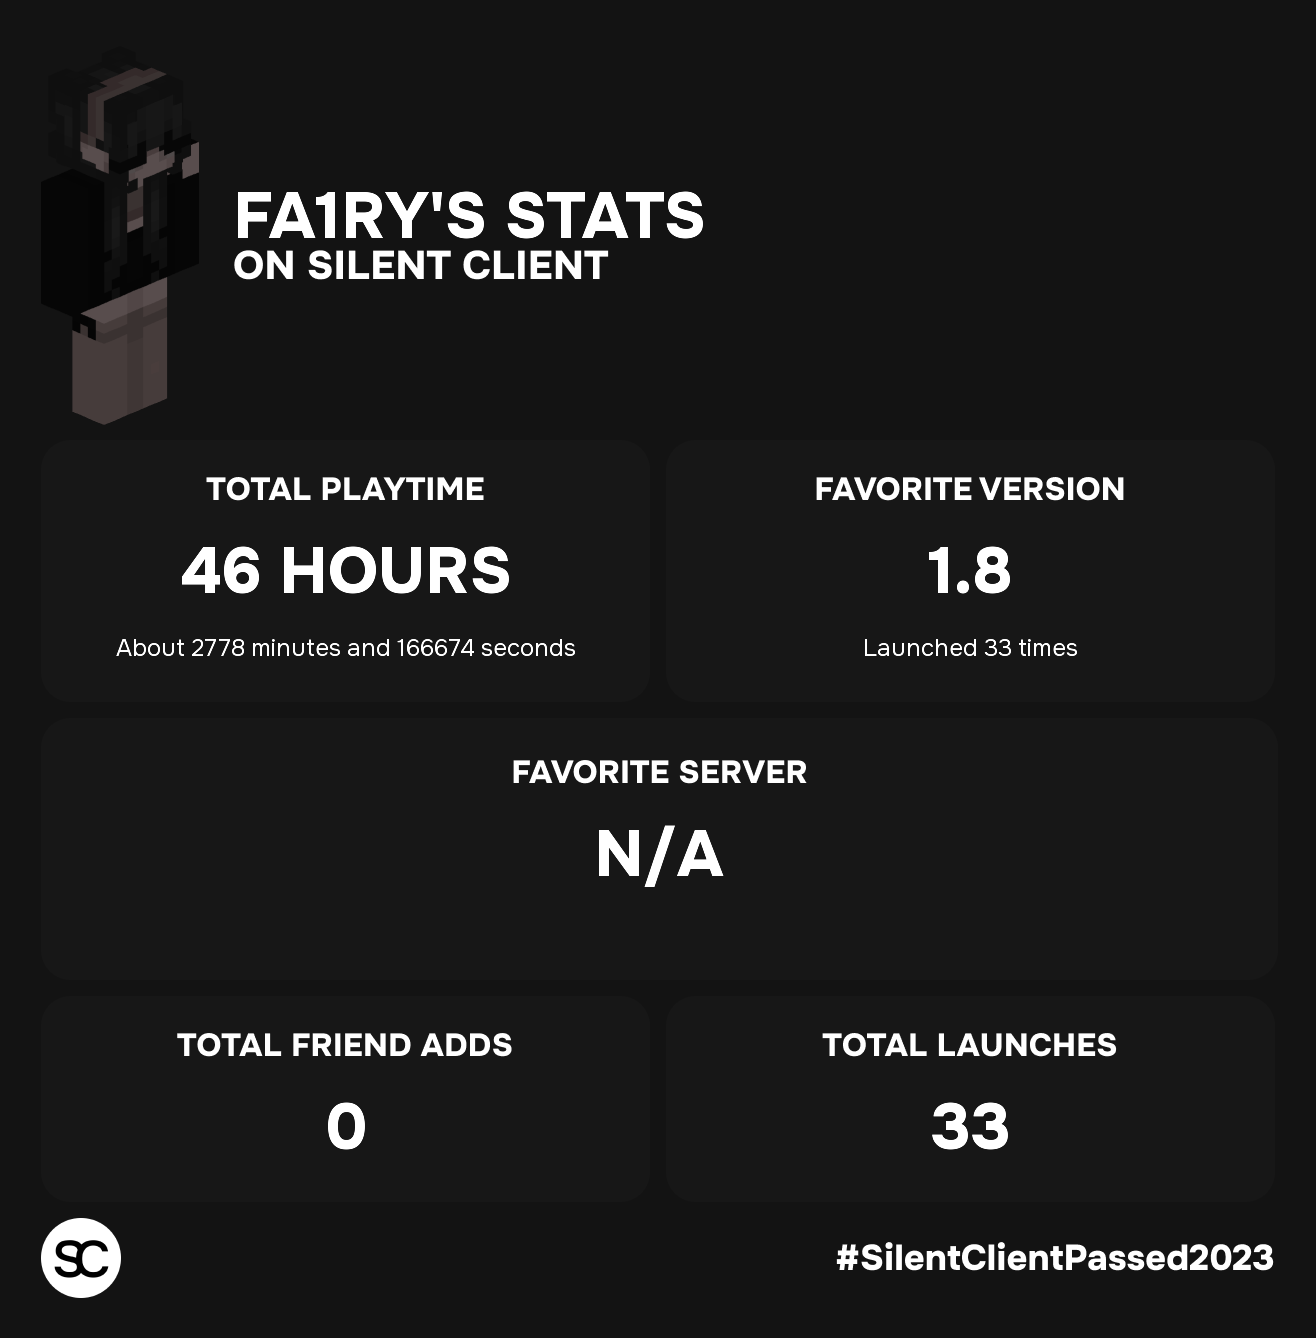 FA1RY'S STATS
ON SILENT CLIENT
TOTAL PLAYTIME
46 HOURS
About 2778 minutes and 166674 seconds
FAVORITE VERSION
1.8
Launched 33 times
FAVORITE SERVER
N/A
TOTAL FRIEND ADDS
0
TOTAL LAUNCHES
33
SC
#SilentClientPassed2023